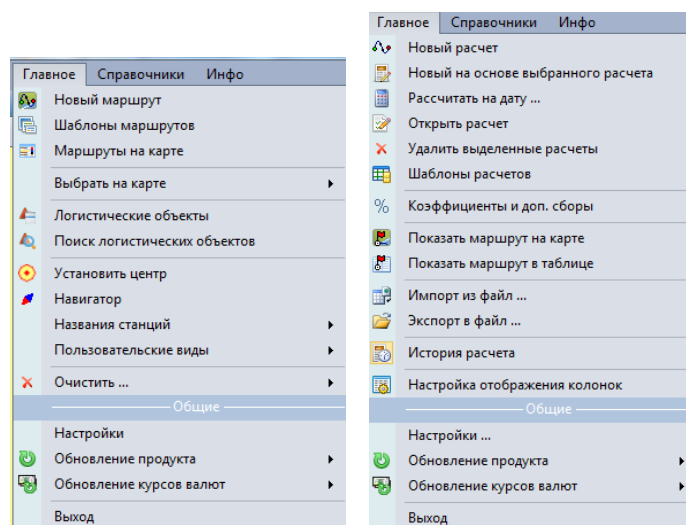 Главное Справочники Инфо
Новый маршрут
Шаблоны маршрутов
Маршруты на карте
Выбрать на карте
Логистические объекты
Поиск логистических объектов
Установить центр
Навигатор
Названия станций
Пользовательские виды
Очистить ...
Общие
Настройки
Обновление продукта
Обновление курсов валют
Выход
Главное Справочники Инфо
Новый расчет
Новый на основе выбранного расчета
Рассчитать на дату ...
Открыть расчет
Удалить выделенные расчеты
Шаблоны расчетов
% Коэффициенты и доп. сборы
Показать маршрут на карте
Показать маршрут в таблице
Импорт из файл ...
Экспорт в файл ...
История расчета
Настройка отображения колонок
Общие
Настройки ...
Обновление продукта
Обновление курсов валют
Выход